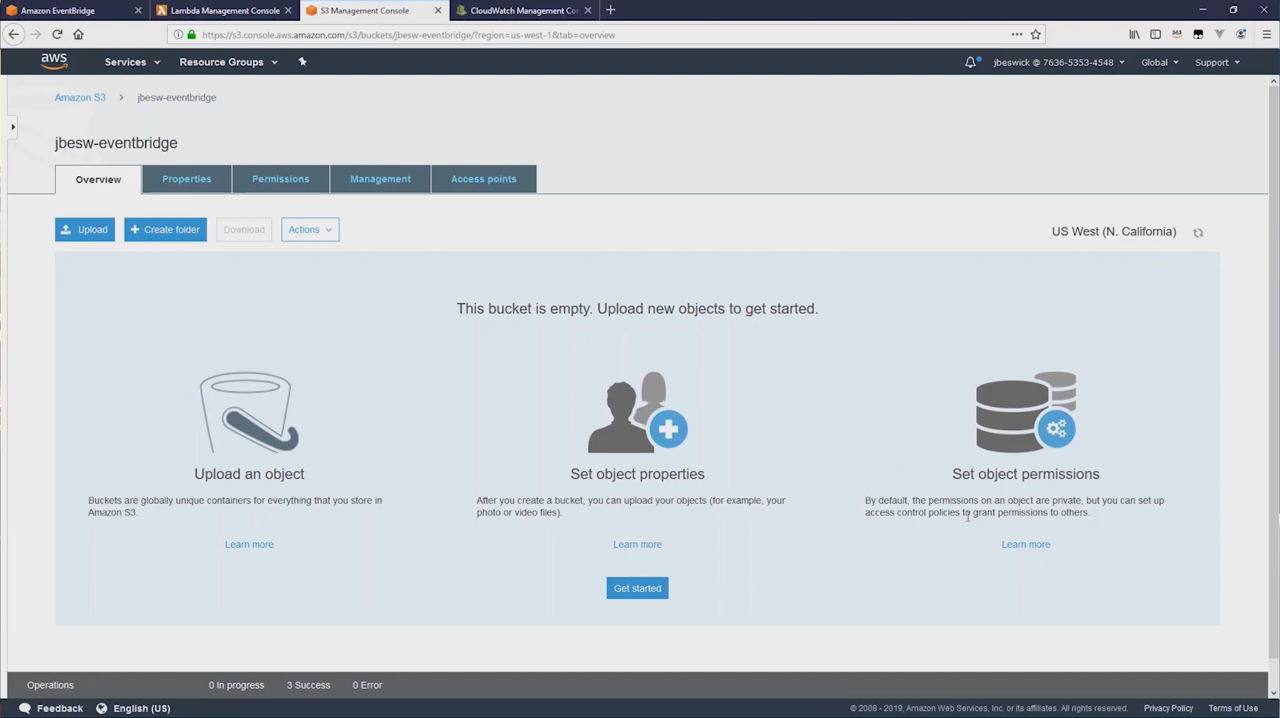 Amazon EventBridge
Lambda Management Console
S3 Management Console
CloudWatch Management Co
https://s3.console.aws.amazon.com/s3/buckets/jbesw-eventbridge/?region=us-west-1&tab=overview
aws
Services
Resource Groups
jbeswick @ 7636-5353-4548
Global
Support
Amazon S3
jbesw-eventbridge
jbesw-eventbridge
Overview
Properties
Permissions
Management
Access points
Upload
Create folder
Download
Actions
US West (N. California)
This bucket is empty. Upload new objects to get started.
Upload an object
Buckets are globally unique containers for everything that you store in
Amazon S3.
Learn more
Set object properties
After you create a bucket, you can upload your objects (for example, your
photo or video files).
Learn more
Set object permissions
By default, the permissions on an object are private, but you can set up
access control policies to grant permissions to others.
Learn more
Get started
Operations
0 In progress
3 Success
0 Error
Feedback
English (US)
© 2008 - 2019, Amazon Web Services, Inc. or its affiliates. All rights reserved.
Privacy Policy
Terms of Use